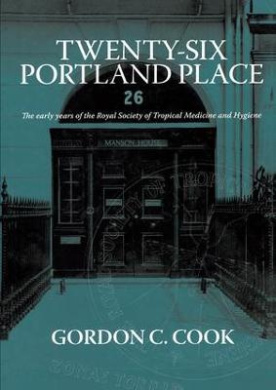 TWENTY-SIX
PORTLAND PLACE
26
The early years of the Royal Society of Tropical Medicine and Hygiene
MANSON HOUSE
GORDON C. COOK